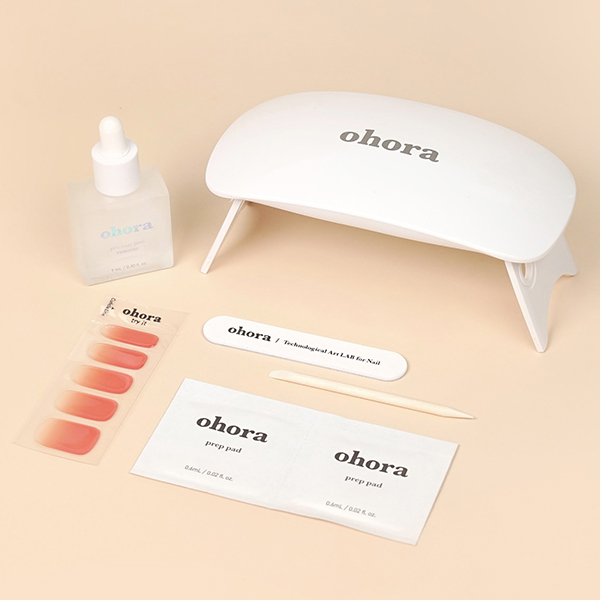 ohora
ohora
ohora
try it
ohora / Technological Art LAB for Nail
ohora
prep pad
0.6mL / 0.02 fl. oz.
ohora
prep pad
0.6mL / 0.02 fl. oz.